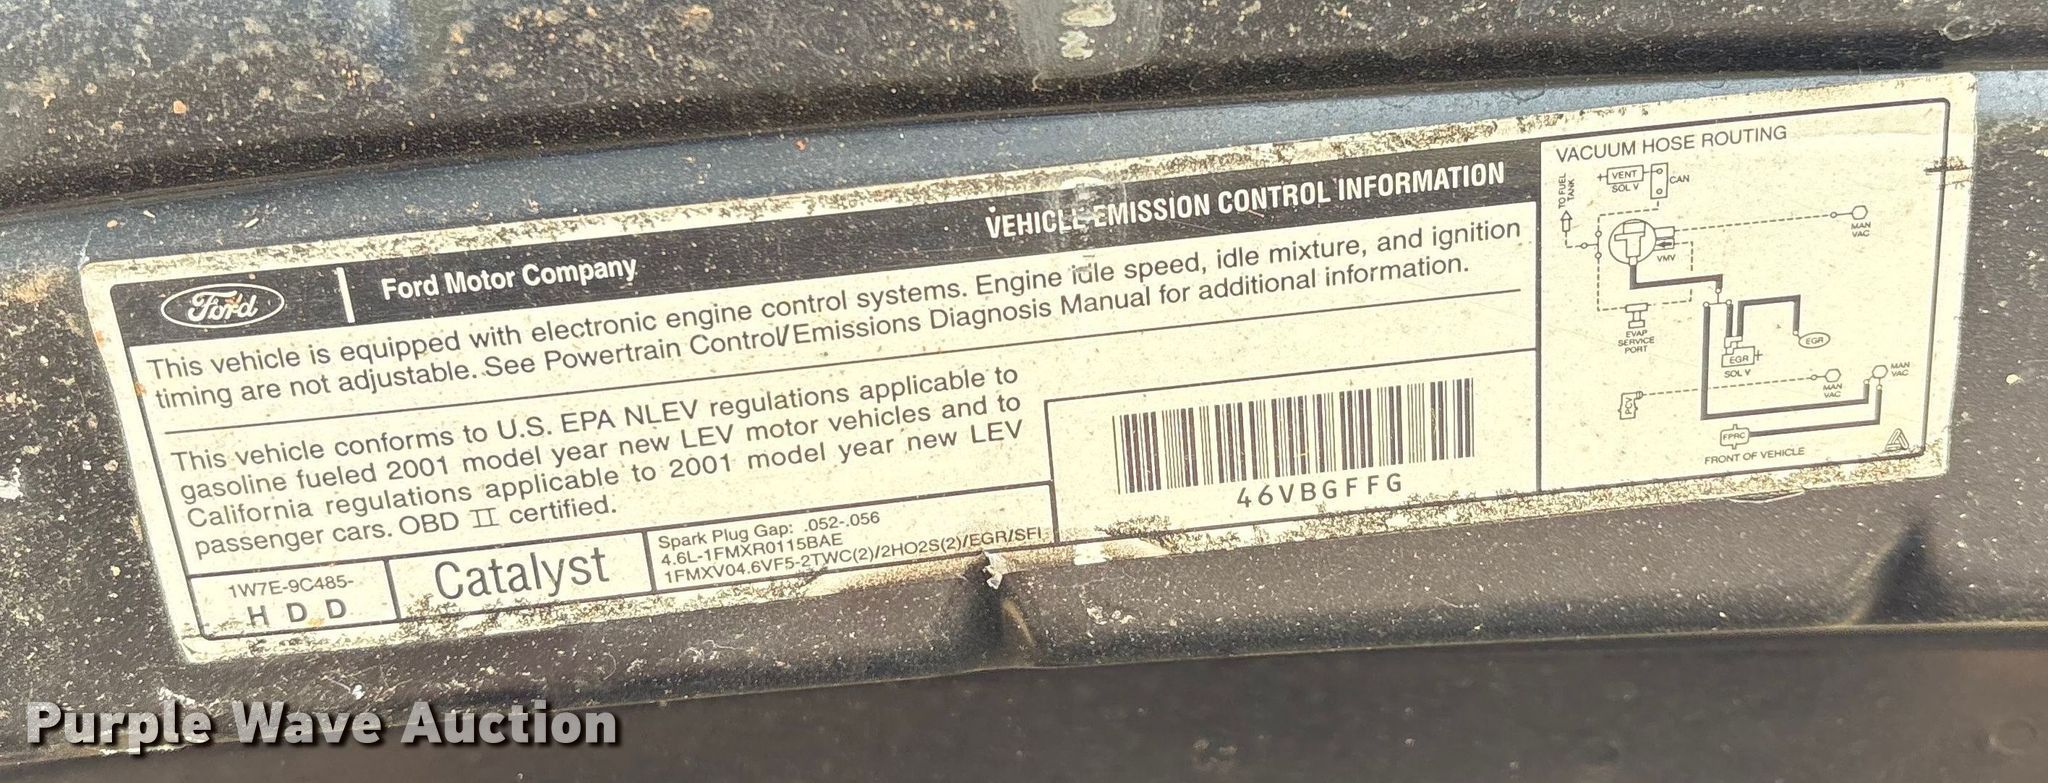 Ford
Ford Motor Company
VEHICLE EMISSION CONTROL INFORMATION
This vehicle is equipped with electronic engine control systems. Engine idle speed, idle mixture, and ignition
timing are not adjustable. See Powertrain Control/Emissions Diagnosis Manual for additional information.
This vehicle conforms to U.S. EPA NLEV regulations applicable to
gasoline fueled 2001 model year new LEV motor vehicles and to
California regulations applicable to 2001 model year new LEV
passenger cars. OBD II certified.
1W7E-9C485-
H D D
Catalyst
Spark Plug Gap: .052-.056
4.6L-1FMXR0115BAE
1FMXV04.6VF5-2TWC(2)/2HO2S(2)/EGR/SFI
46VBGFFG
VACUUM HOSE ROUTING
TO FUEL
TANK
+ VENT
SOL V
CAN
MAN
VAC
VMV
EVAP
SERVICE
PORT
EGR
EGR +
SOL V
PCV
MAN
VAC
MAN
VAC
FPRC
FRONT OF VEHICLE
Purple Wave Auction